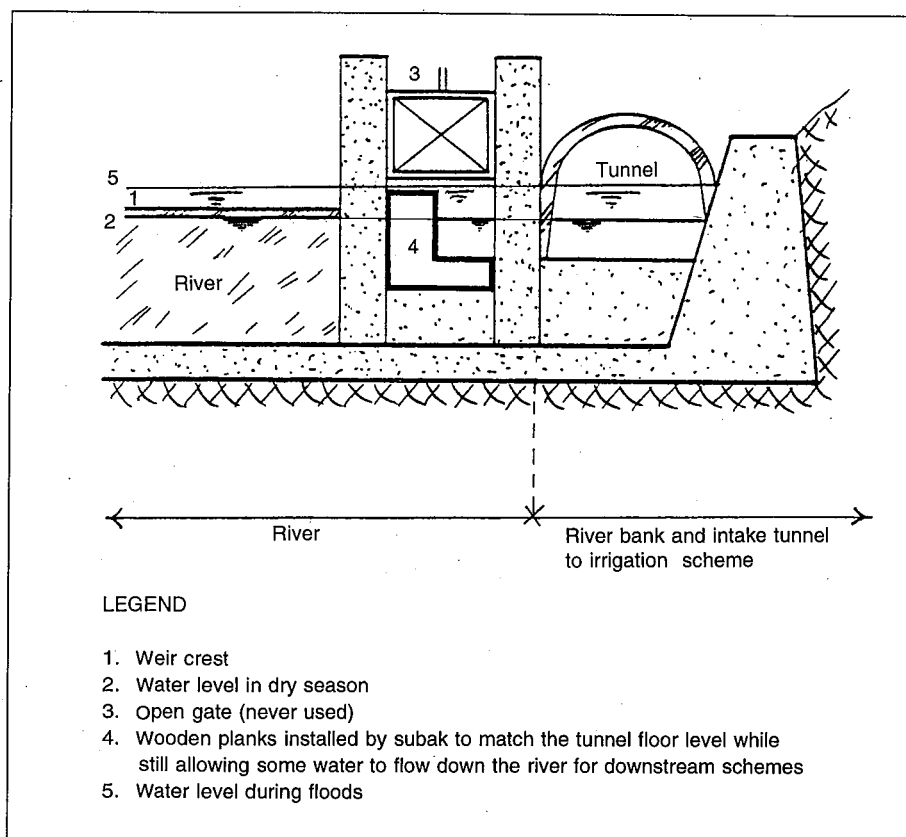 3
5
1
2
Tunnel
River
4
River
River bank and intake tunnel
to irrigation scheme
LEGEND
1. Weir crest
2. Water level in dry season
3. Open gate (never used)
4. Wooden planks installed by subak to match the tunnel floor level while
still allowing some water to flow down the river for downstream schemes
5. Water level during floods